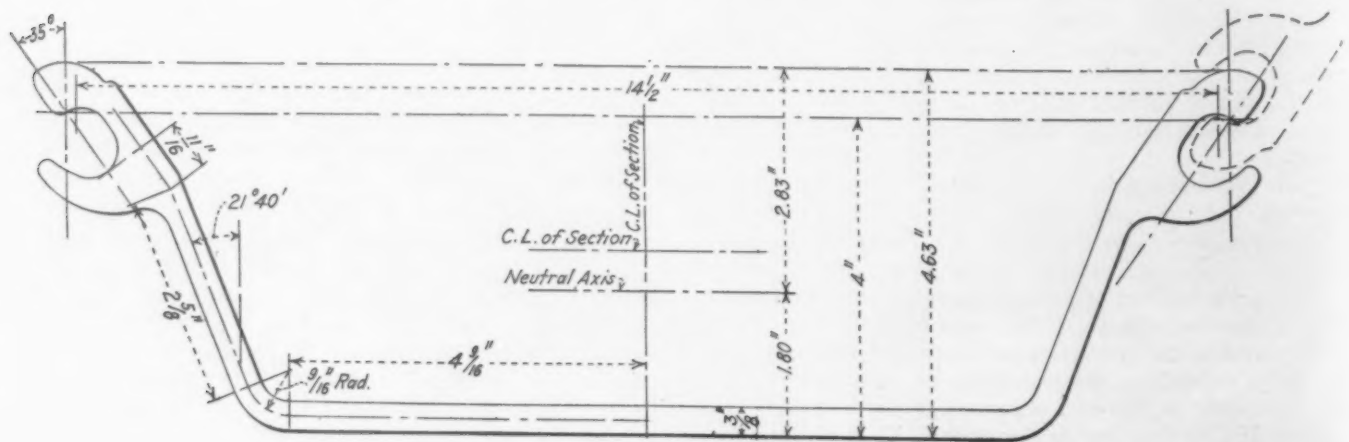 35°
14 1/2"
11/16"
21°40'
C.L. of Section
C.L. of Section
Neutral Axis
2.83"
4"
4.63"
1.80"
2 5/8"
4 9/16"
9/16" Rad.
3/8"